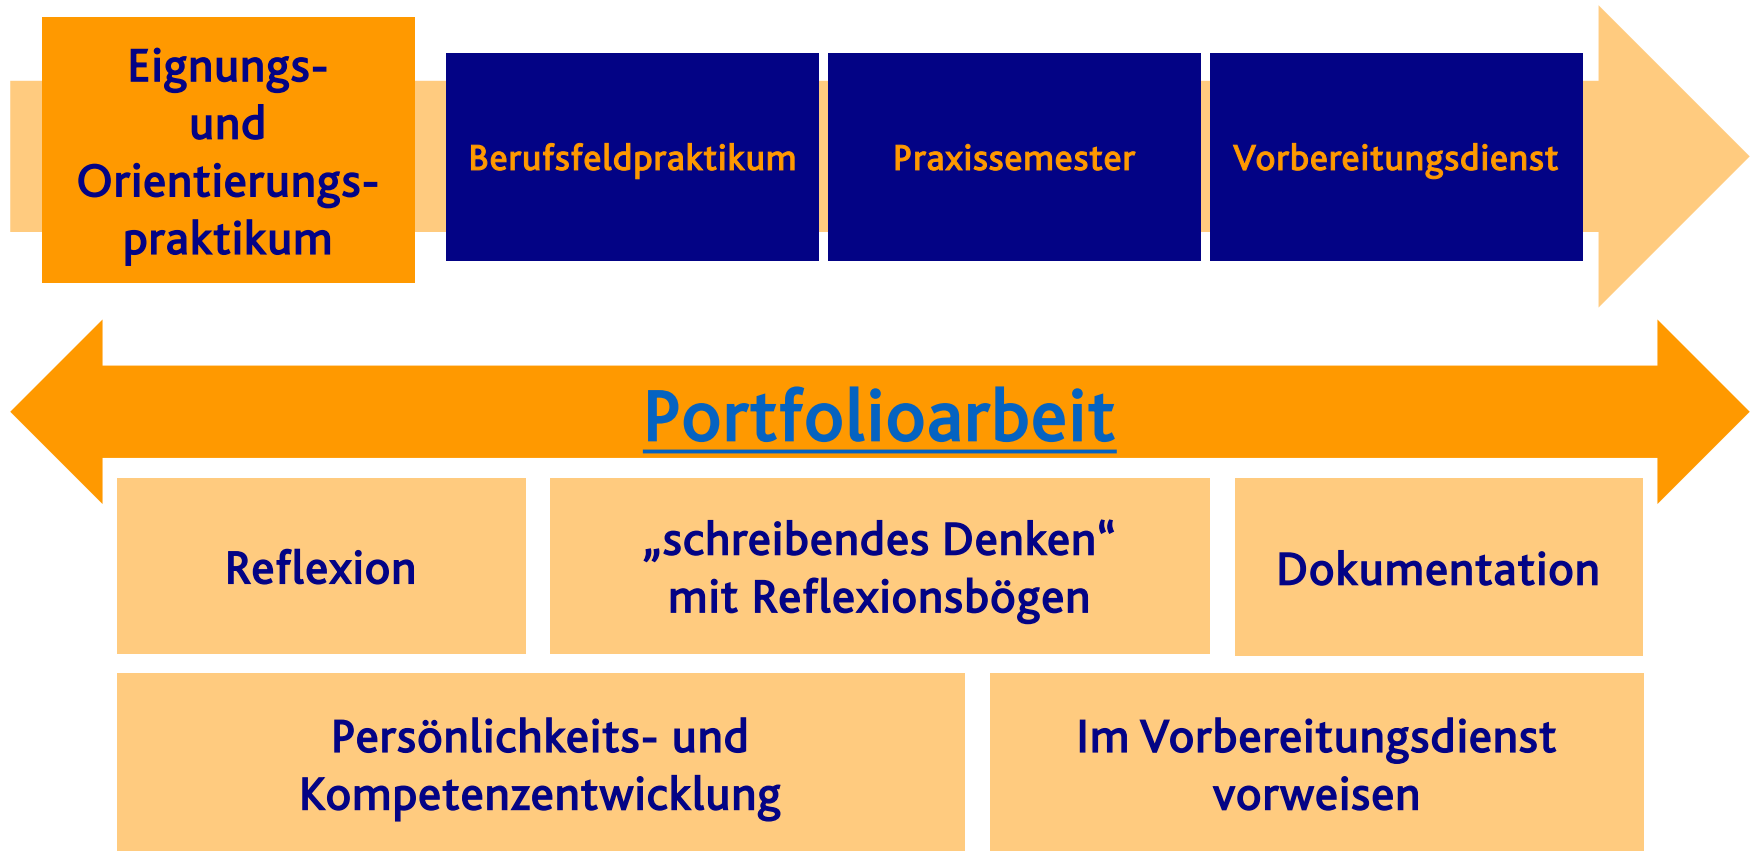 Eignungs-
und
Orientierungs-
praktikum
Berufsfeldpraktikum
Praxissemester
Vorbereitungsdienst
Portfolioarbeit
Reflexion
„schreibendes Denken“
mit Reflexionsbögen
Dokumentation
Persönlichkeits- und
Kompetenzentwicklung
Im Vorbereitungsdienst
vorweisen